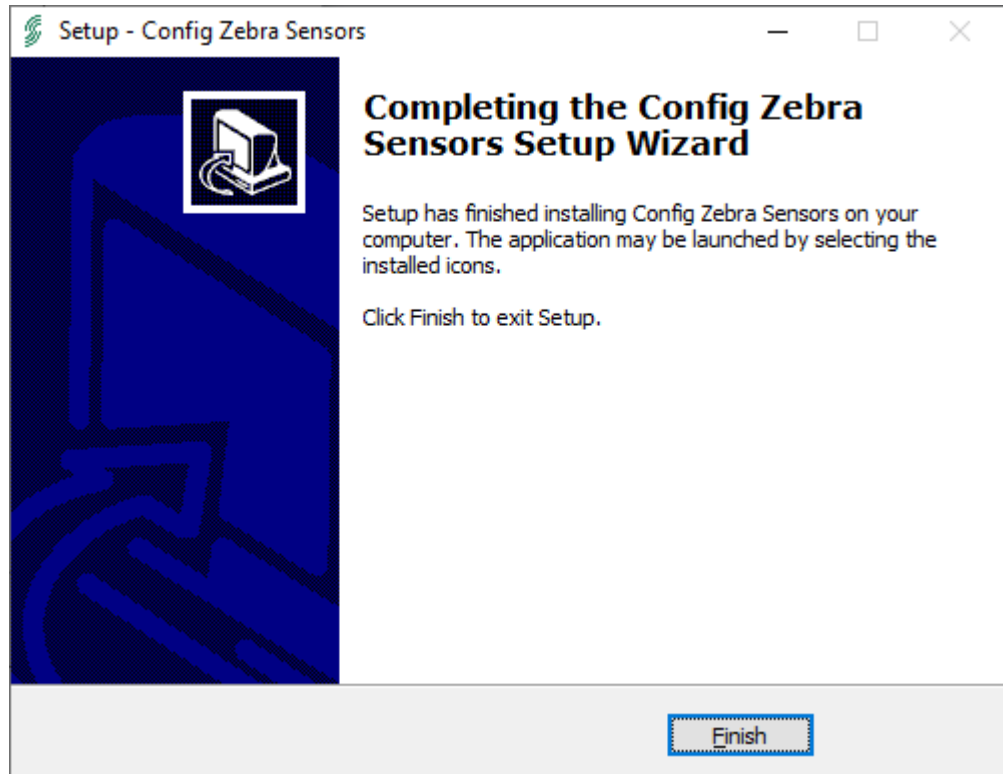 Setup - Config Zebra Sensors
Completing the Config Zebra
Sensors Setup Wizard
Setup has finished installing Config Zebra Sensors on your
computer. The application may be launched by selecting the
installed icons.
Click Finish to exit Setup.
Finish